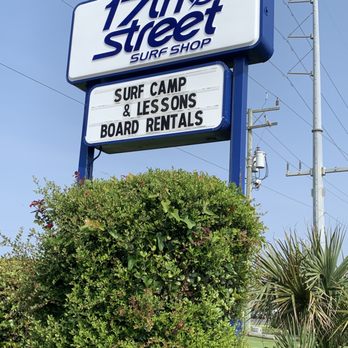 17th Street
SURF SHOP
SURF CAMP
& LESSONS
BOARD RENTALS